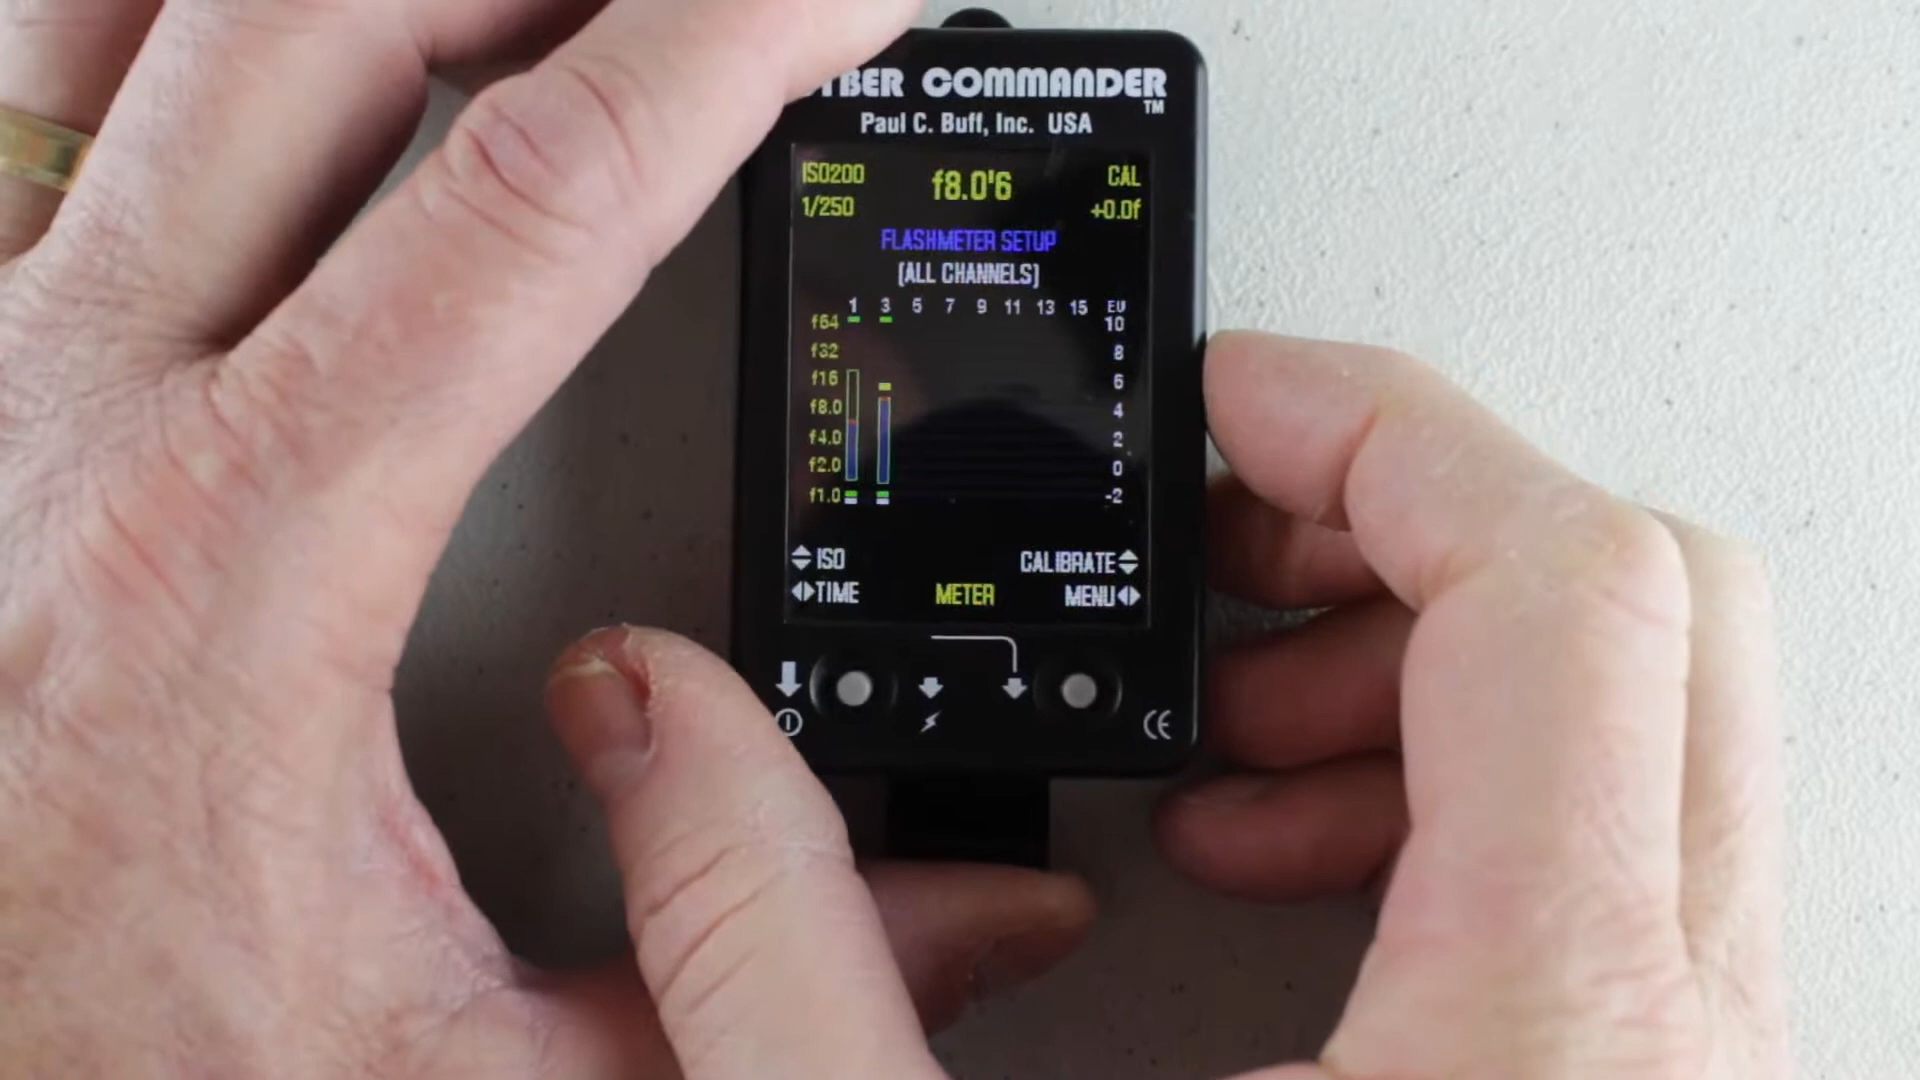 COMMANDER
TM
Paul C. Buff, Inc. USA
ISO200
f8.0'6
CAL
1/250
+0.0f
FLASHMETER SETUP
(ALL CHANNELS)
1 3 5 7 9 11 13 15 EV
f64 10
f32 8
f16 6
f8.0 4
f4.0 2
f2.0 0
f1.0 -2
ISO CALIBRATE
TIME METER MENU
CE